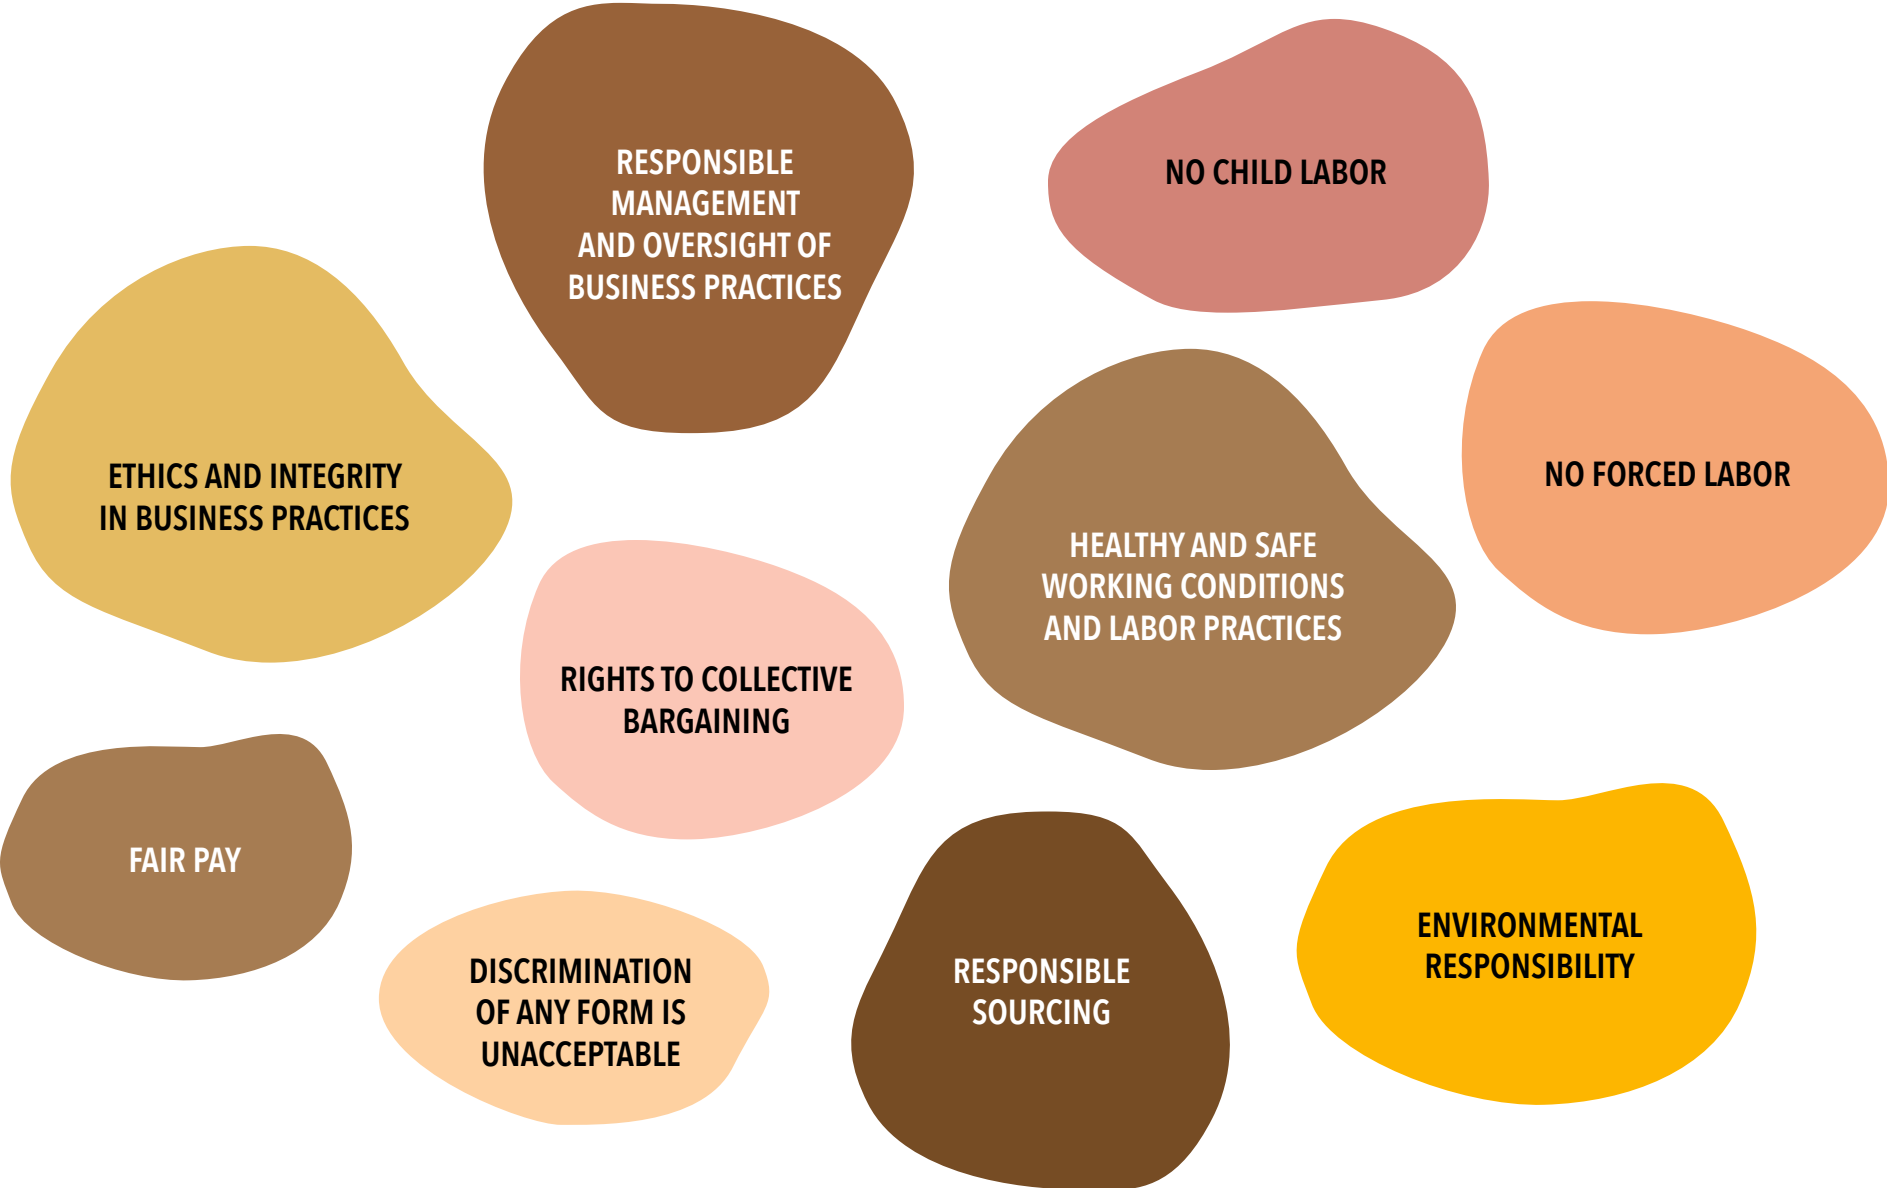 RESPONSIBLE
MANAGEMENT
AND OVERSIGHT OF
BUSINESS PRACTICES
NO CHILD LABOR
ETHICS AND INTEGRITY
IN BUSINESS PRACTICES
NO FORCED LABOR
HEALTHY AND SAFE
WORKING CONDITIONS
AND LABOR PRACTICES
RIGHTS TO COLLECTIVE
BARGAINING
FAIR PAY
DISCRIMINATION
OF ANY FORM IS
UNACCEPTABLE
RESPONSIBLE
SOURCING
ENVIRONMENTAL
RESPONSIBILITY